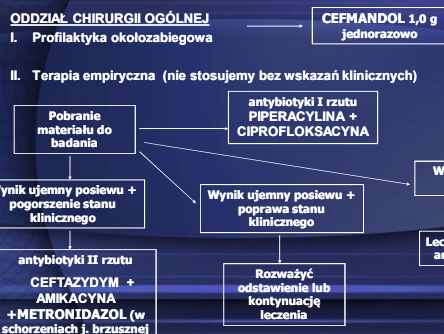 ODDZIAŁ CHIRURGII OGÓLNEJ
I. Profilaktyka okołozabiegowa
CEFMANDOL 1,0 g
jednorazowo
II. Terapia empiryczna (nie stosujemy bez wskazań klinicznych)
Pobranie
materiału do
badania
antybiotyki I rzutu
PIPERACYLINA +
CIPROFLOKSACYNA
W
ynik ujemny posiewu +
pogorszenie stanu
klinicznego
Wynik ujemny posiewu +
poprawa stanu
klinicznego
Lec
an
antybiotyki II rzutu
CEFTAZYDYM +
AMIKACYNA
+METRONIDAZOL (w
schorzeniach j. brzusznej
Rozważyć
odstawienie lub
kontynuację
leczenia